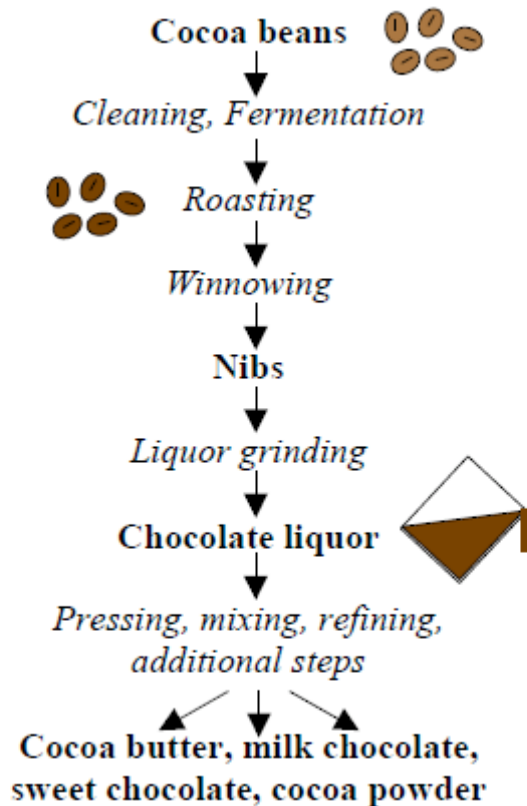 Cocoa beans
Cleaning, Fermentation
Roasting
Winnowing
Nibs
Liquor grinding
Chocolate liquor
Pressing, mixing, refining,
additional steps
Cocoa butter, milk chocolate,
sweet chocolate, cocoa powder